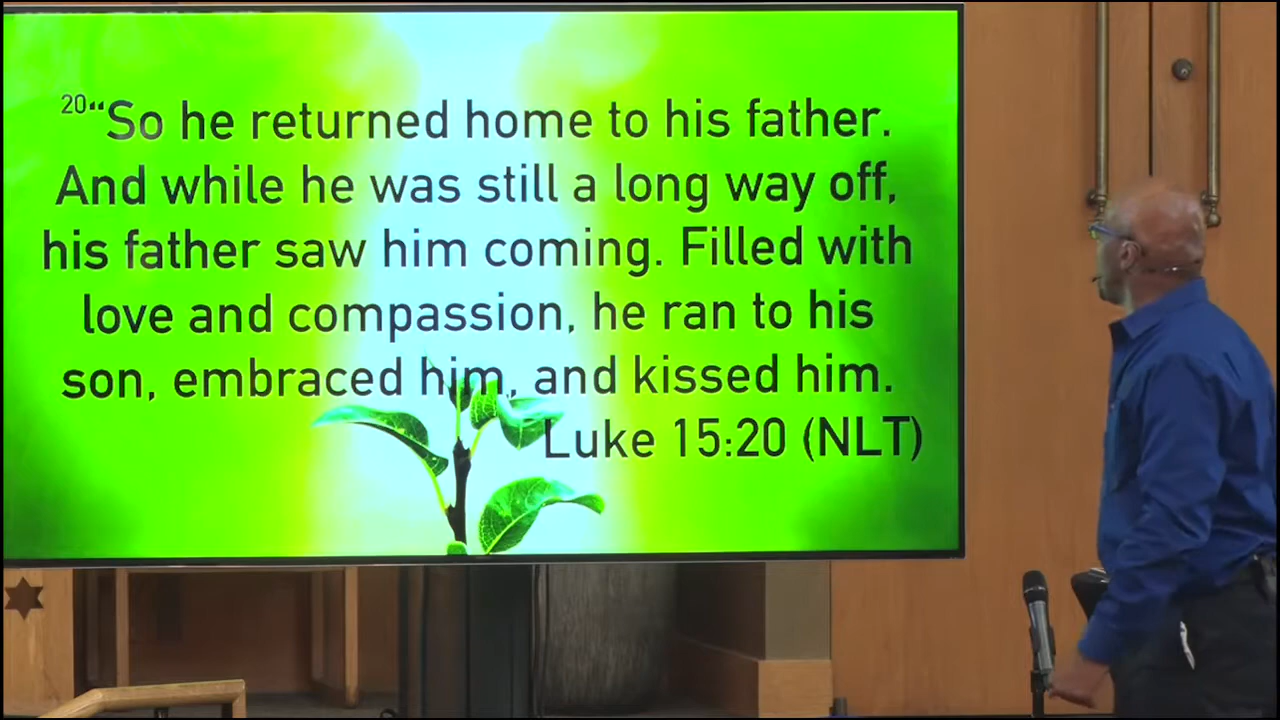 20“So he returned home to his father.
And while he was still a long way off,
his father saw him coming. Filled with
love and compassion, he ran to his
son, embraced him, and kissed him.
Luke 15:20 (NLT)